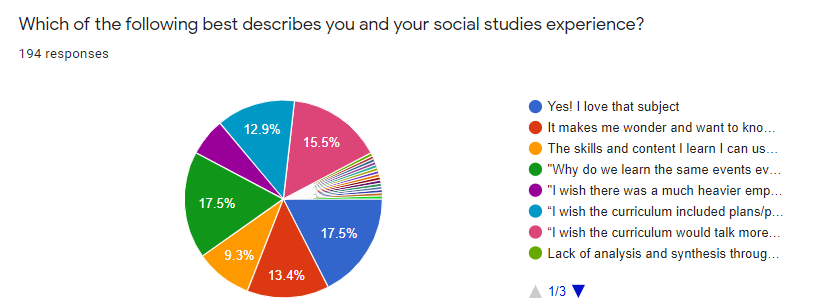 Which of the following best describes you and your social studies experience?
194 responses
12.9%
15.5%
17.5%
17.5%
9.3%
13.4%
Yes! I love that subject
It makes me wonder and want to kno...
The skills and content I learn I can us...
"Why do we learn the same events ev...
"I wish there was a much heavier emp...
"I wish the curriculum included plans/p...
"I wish the curriculum would talk more...
Lack of analysis and synthesis throug...
1/3